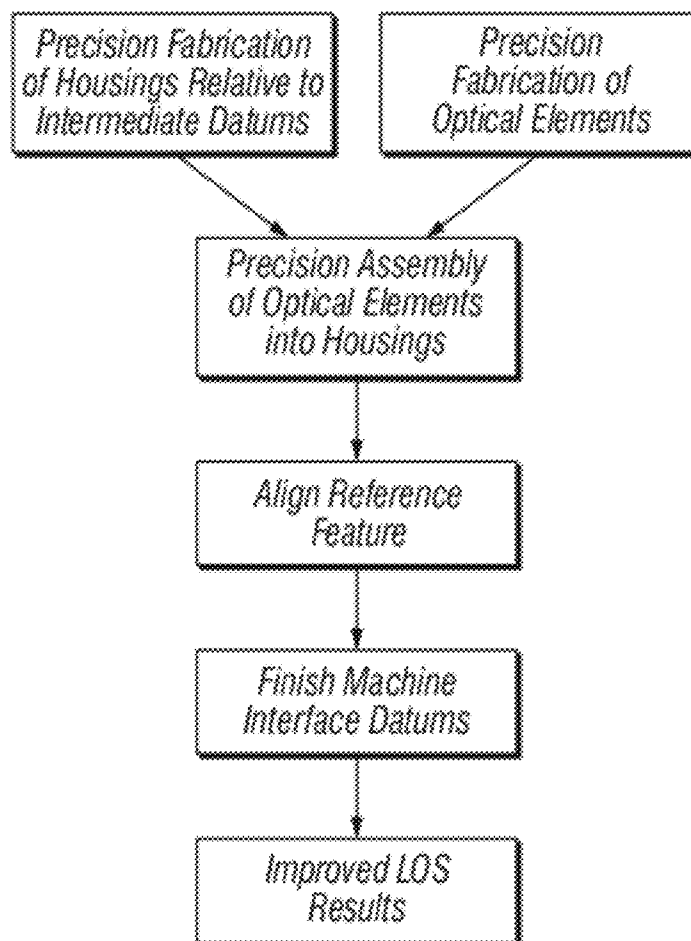 Precision Fabrication
of Housings Relative to
Intermediate Datums
Precision
Fabrication of
Optical Elements
Precision Assembly
of Optical Elements
into Housings
Align Reference
Feature
Finish Machine
Interface Datums
Improved LOS
Results